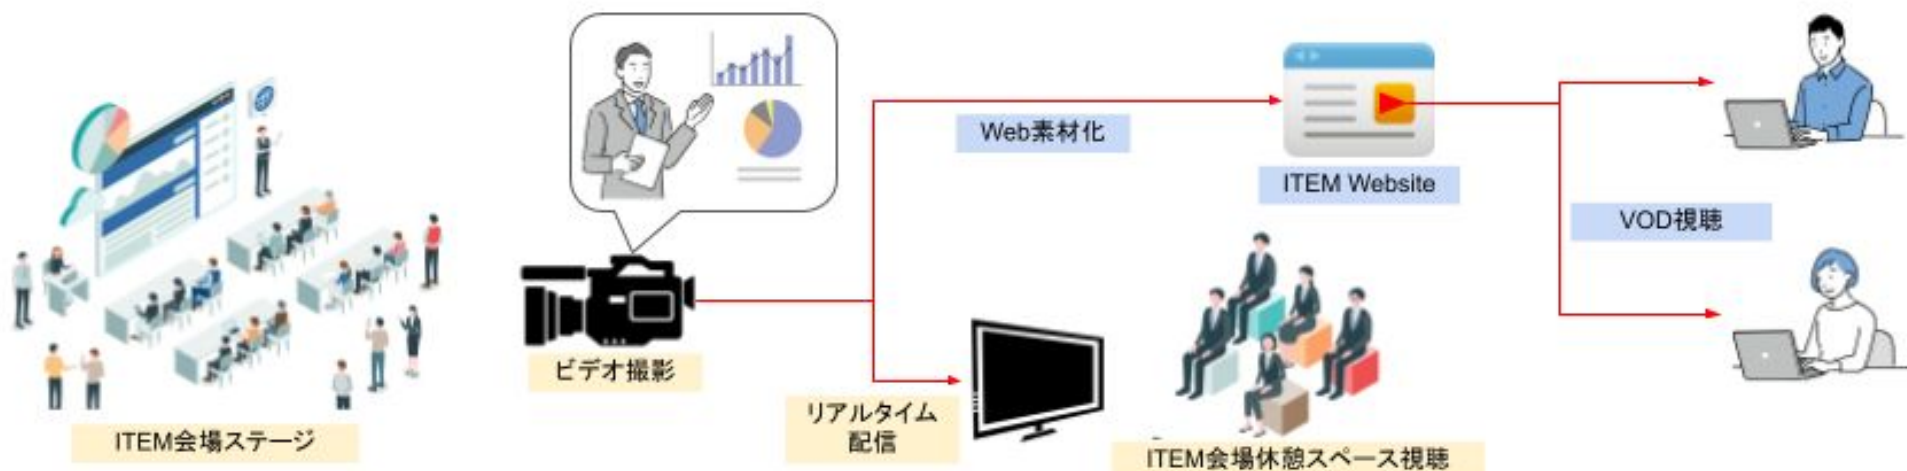 Web素材化
ITEM Website
VOD視聴
ビデオ撮影
リアルタイム
配信
ITEM会場ステージ
ITEM会場休憩スペース視聴